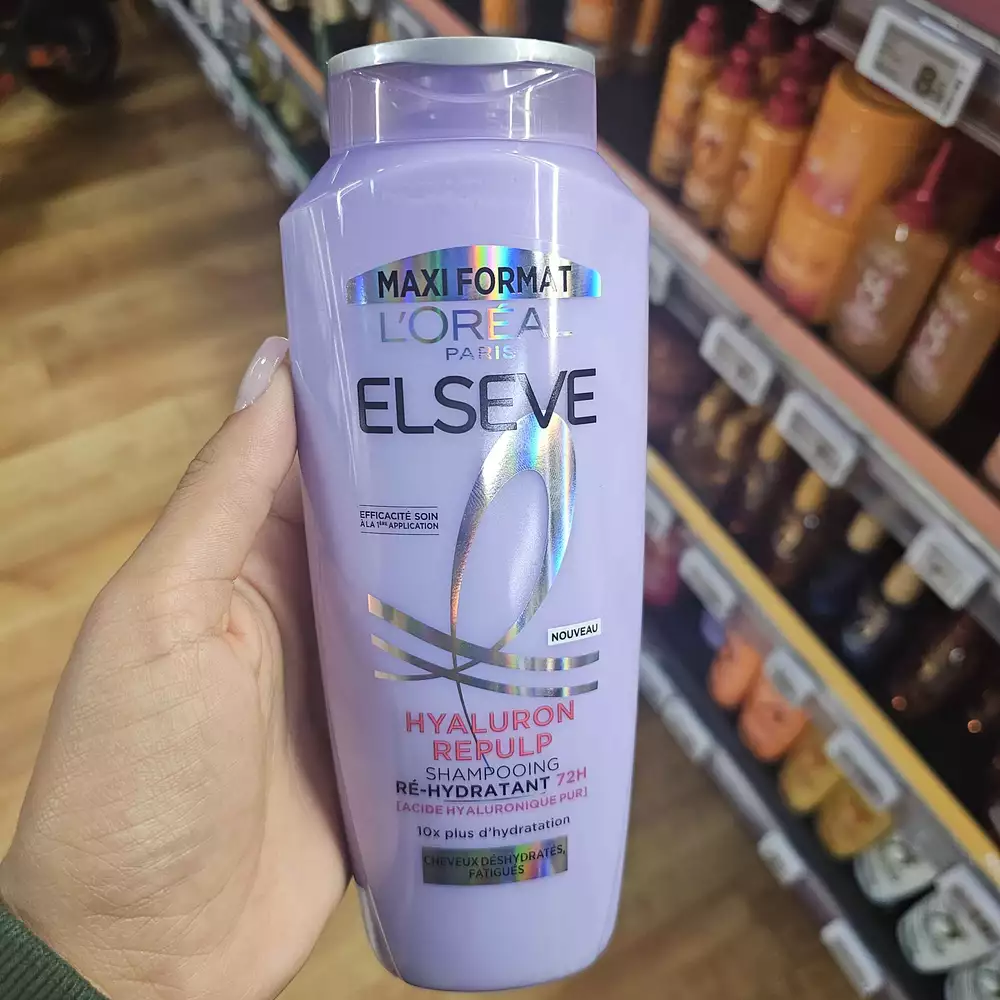 MAXI FORMAT
L'ORÉAL
PARIS
ELSEVE
EFFICACITÉ SOIN
À LA 1ÈRE APPLICATION
NOUVEAU
HYALURON
REPULP
SHAMPOOING
RÉ-HYDRATANT 72H
[ACIDE HYALURONIQUE PUR]
10x plus d'hydratation
CHEVEUX DÉSHYDRATÉS,
FATIGUÉS